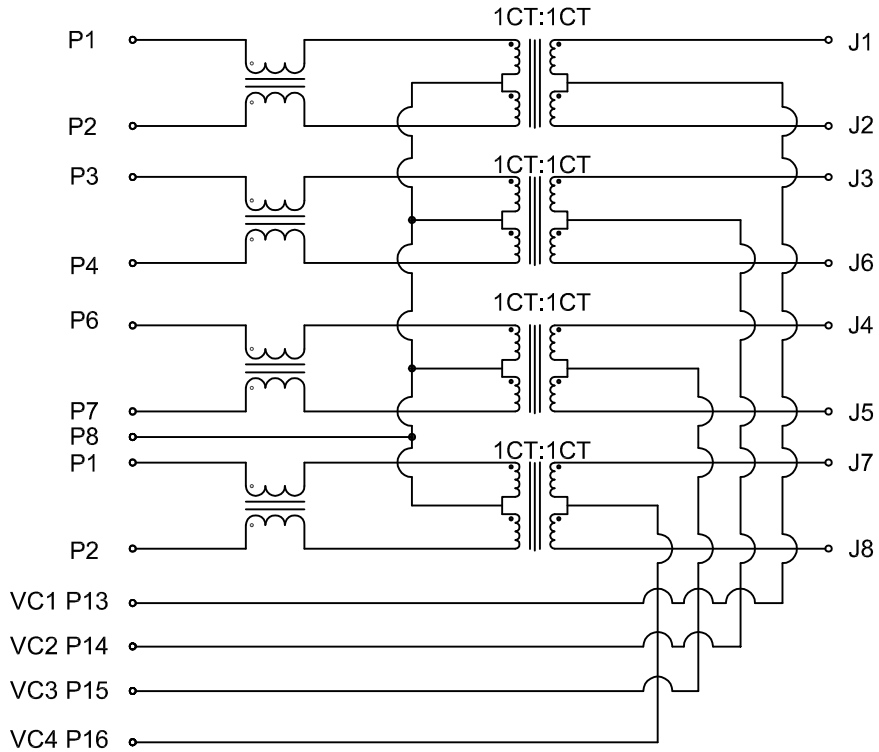 1CT:1CT
P1 J1
P2 J2
1CT:1CT
P3 J3
P4 J6
1CT:1CT
P6 J4
P7 J5
P8
1CT:1CT
P1 J7
P2 J8
VC1 P13
VC2 P14
VC3 P15
VC4 P16